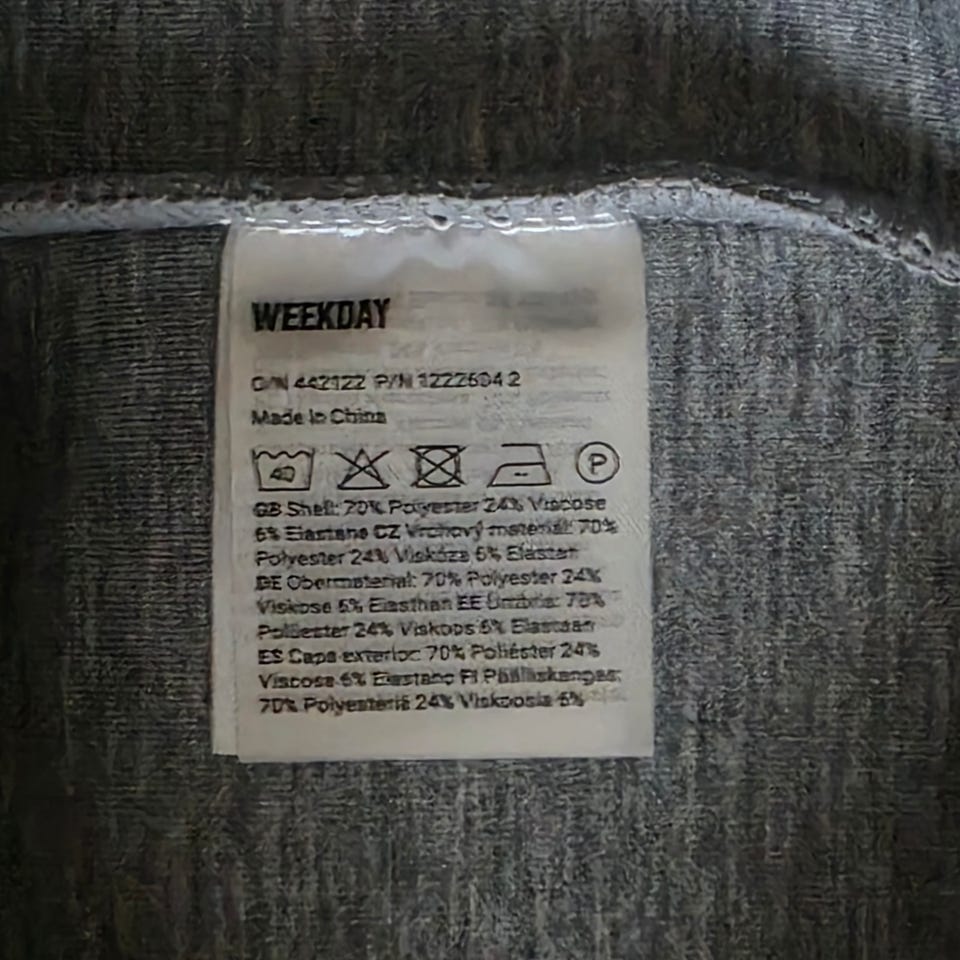 WEEKDAY
O/N 442122 P/N 1222604 2
Made in China
40 P
GB Shell: 70% Polyester 24% Viscose
6% Elastane CZ Vrchový materiál: 70%
Polyester 24% Viskóza 6% Elastan
DE Obermaterial: 70% Polyester 24%
Viskose 6% Elasthan EE Ümbris: 70%
Polüester 24% Viskoos 6% Elastaan
ES Capa exterior: 70% Poliéster 24%
Viscosa 6% Elastano FI Päälliskangas:
70% Polyesteriä 24% Viskoosia 6%